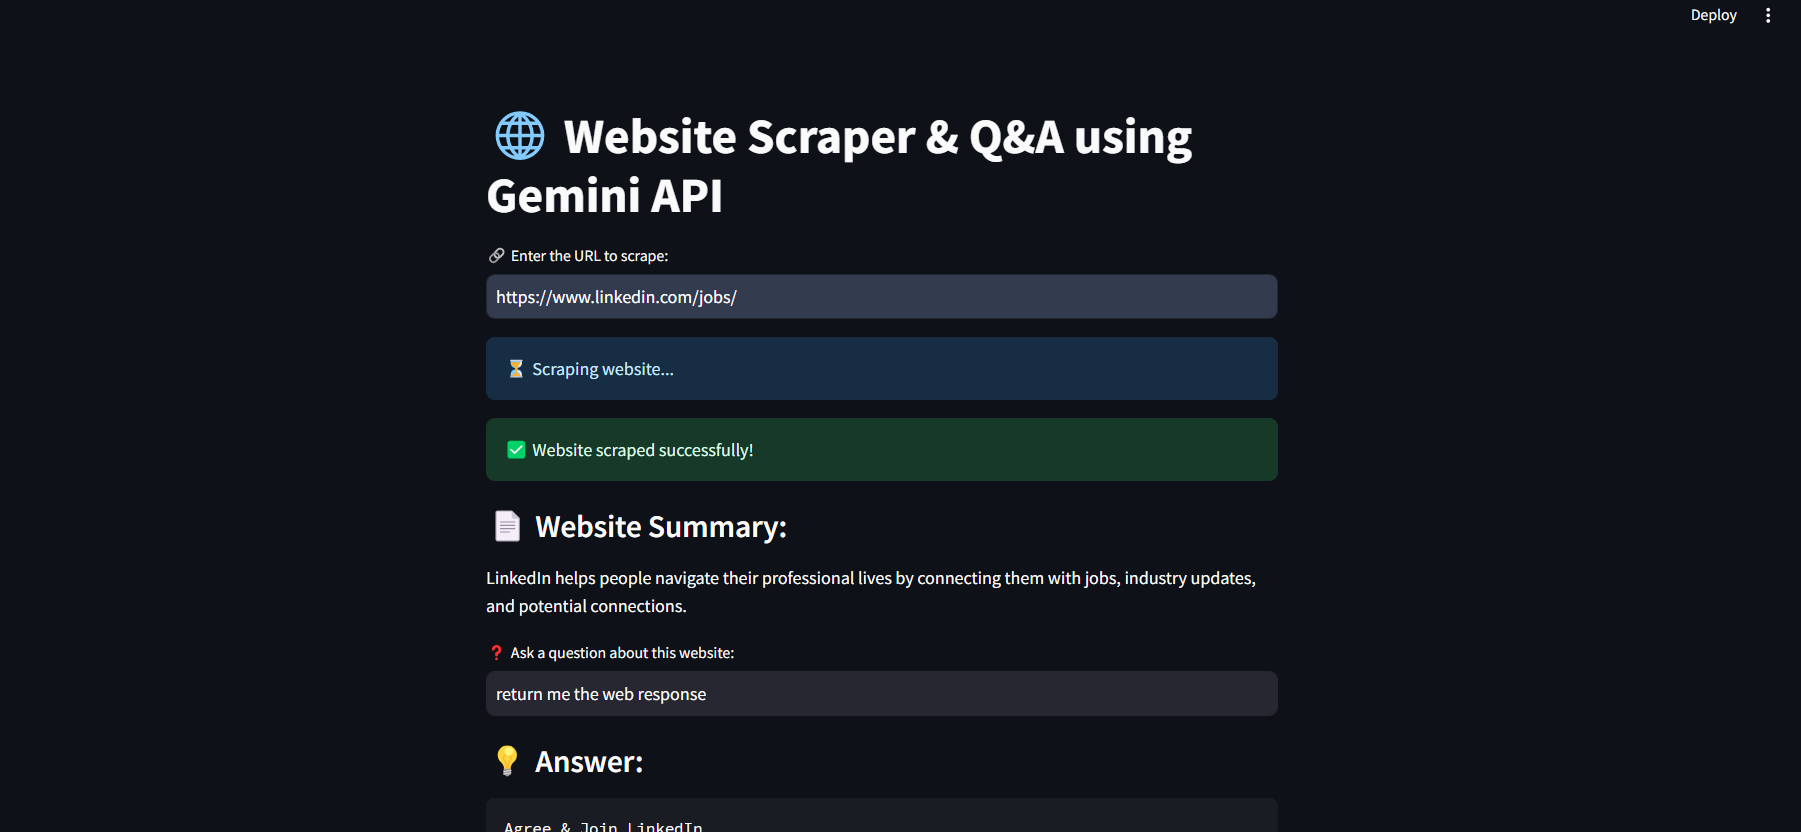 Deploy
Website Scraper & Q&A using
Gemini API
Enter the URL to scrape:
https://www.linkedin.com/jobs/
Scraping website...
Website scraped successfully!
Website Summary:
LinkedIn helps people navigate their professional lives by connecting them with jobs, industry updates,
and potential connections.
Ask a question about this website:
return me the web response
Answer:
Agree & Join LinkedIn